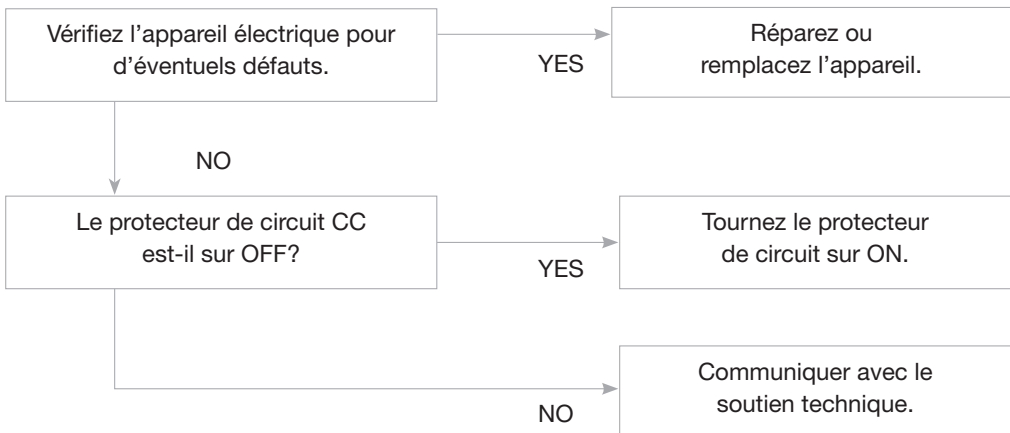 Vérifiez l’appareil électrique pour
d’éventuels défauts.
YES
Réparez ou
remplacez l’appareil.
NO
Le protecteur de circuit CC
est-il sur OFF?
YES
Tournez le protecteur
de circuit sur ON.
NO
Communiquer avec le
soutien technique.